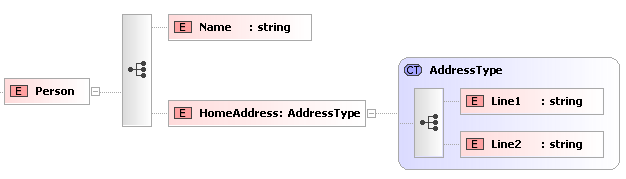 E Name : string
E Person
E HomeAddress: AddressType
CT AddressType
E Line1 : string
E Line2 : string